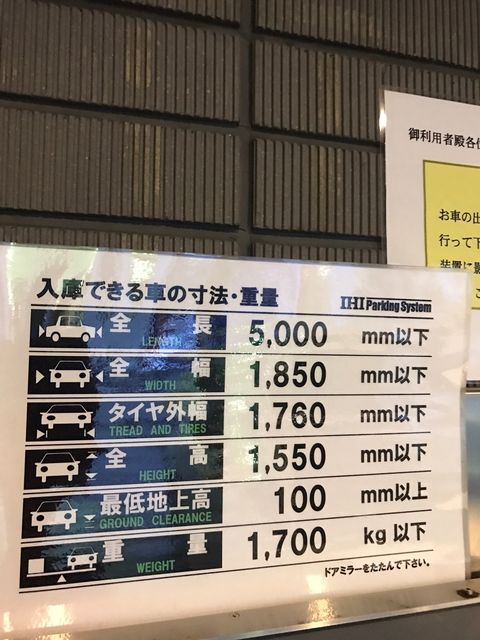 御利用者殿各
お車の出
行って下
装置に影
入庫できる車の寸法・重量
IHI Parking System
全長 5,000 mm以下
LENGTH
全幅 1,850 mm以下
WIDTH
タイヤ外幅 1,760 mm以下
TREAD AND TIRES
全高 1,550 mm以下
HEIGHT
最低地上高 100 mm以上
GROUND CLEARANCE
重量 1,700 kg以下
WEIGHT
ドアミラーをたたんで下さい。